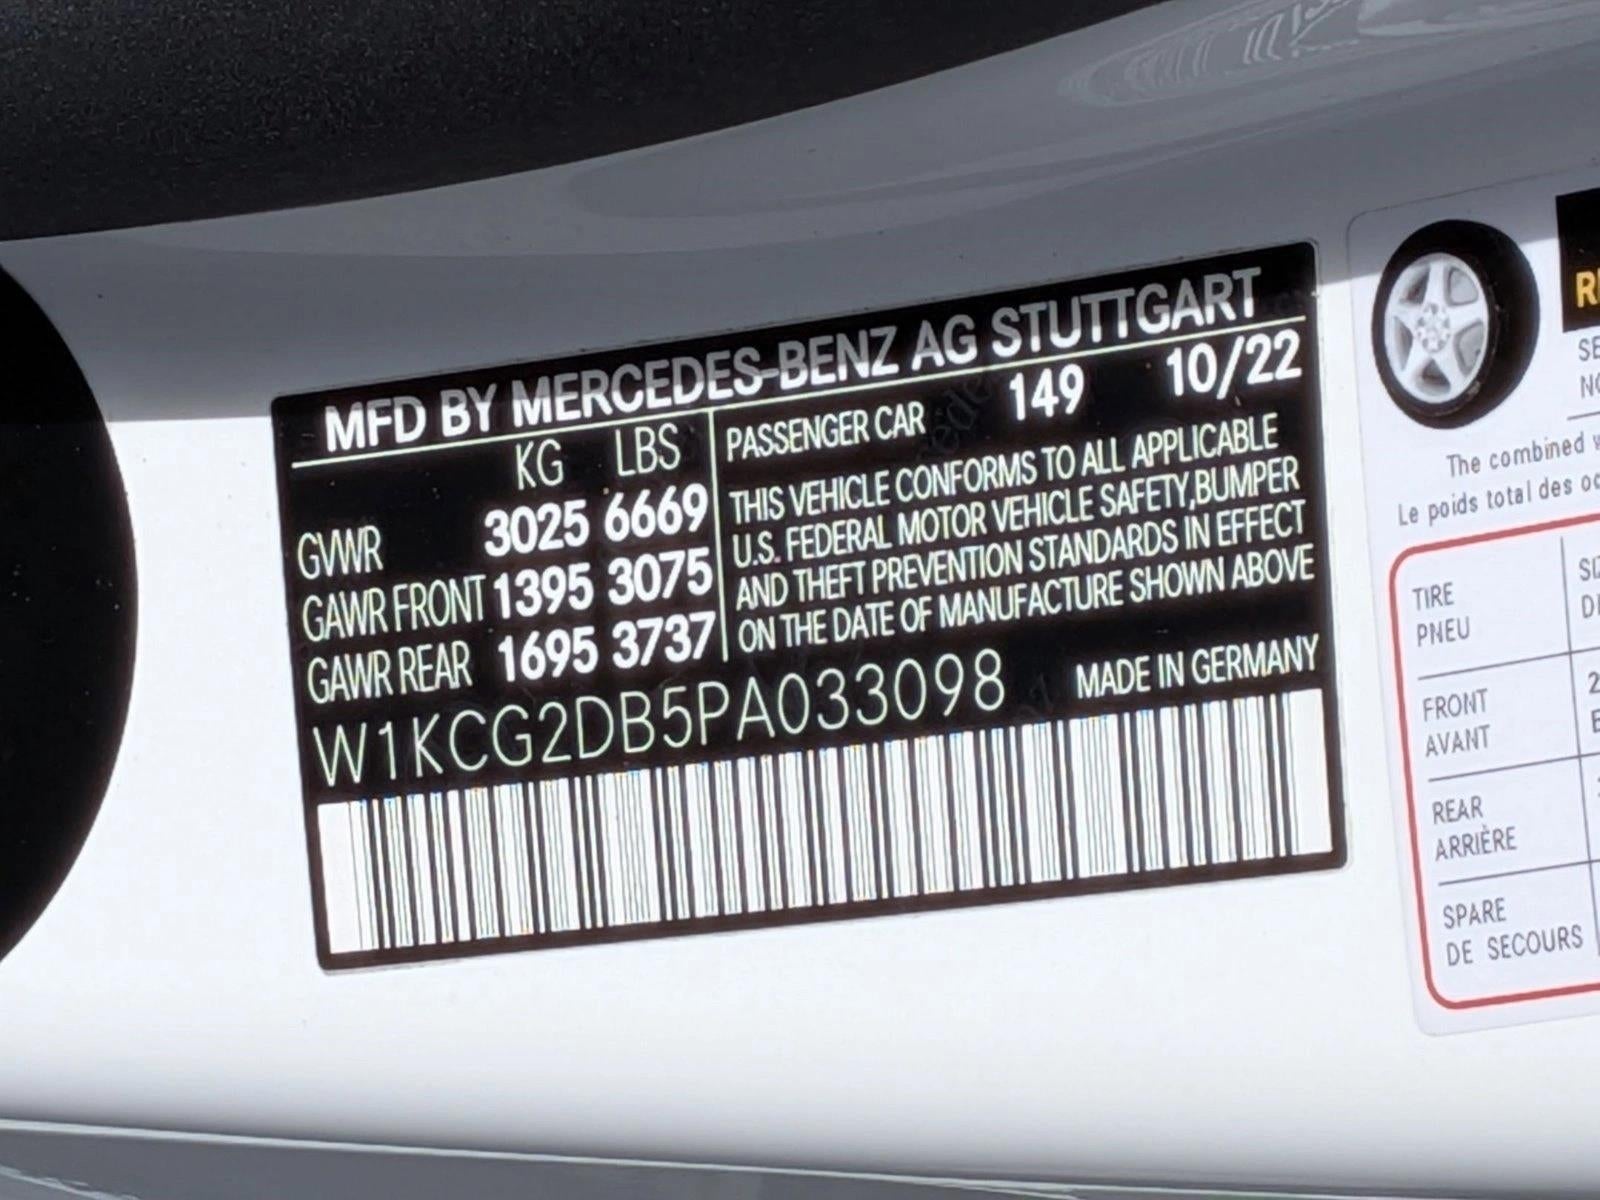 MFD BY MERCEDES-BENZ AG STUTTGART
KG LBS
GVWR 3025 6669
GAWR FRONT 1395 3075
GAWR REAR 1695 3737
PASSENGER CAR 149 10/22
THIS VEHICLE CONFORMS TO ALL APPLICABLE
U.S. FEDERAL MOTOR VEHICLE SAFETY,BUMPER
AND THEFT PREVENTION STANDARDS IN EFFECT
ON THE DATE OF MANUFACTURE SHOWN ABOVE
W1KCG2DB5PA033098 MADE IN GERMANY
The combined
Le poids total des
TIRE
PNEU
FRONT
AVANT
REAR
ARRIÈRE
SPARE
DE SECOURS